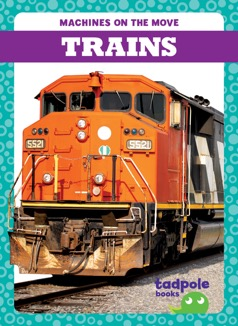 MACHINES ON THE MOVE
TRAINS
5521
5521
tadpole
books